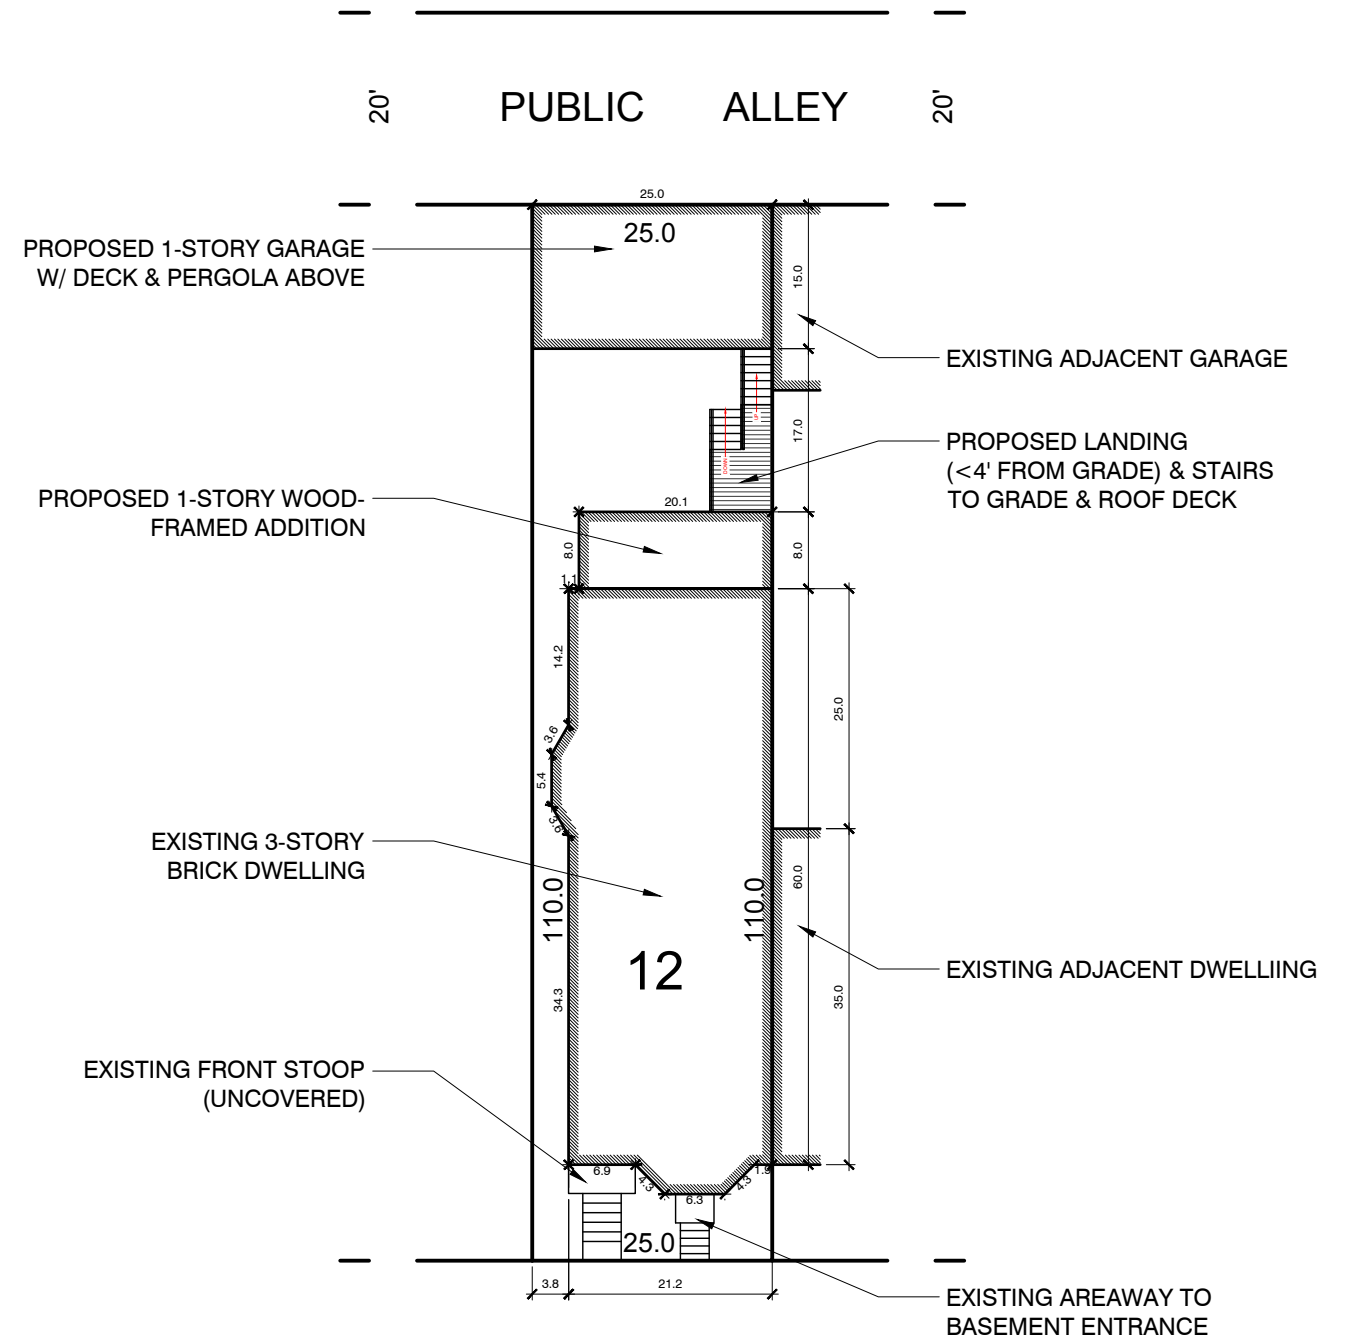 20'
PUBLIC ALLEY
20'
25.0
25.0
PROPOSED 1-STORY GARAGE
W/ DECK & PERGOLA ABOVE
15.0
EXISTING ADJACENT GARAGE
UP
17.0
PROPOSED LANDING
(<4' FROM GRADE) & STAIRS
TO GRADE & ROOF DECK
DOWN
PROPOSED 1-STORY WOOD-
FRAMED ADDITION
20.1
8.0
8.0
1.1
14.2
25.0
3.6
5.4
3.6
EXISTING 3-STORY
BRICK DWELLING
60.0
110.0
110.0
12
EXISTING ADJACENT DWELLIING
34.3
35.0
EXISTING FRONT STOOP
(UNCOVERED)
6.9
4.3
6.3
4.3
1.9
25.0
3.8
21.2
EXISTING AREAWAY TO
BASEMENT ENTRANCE